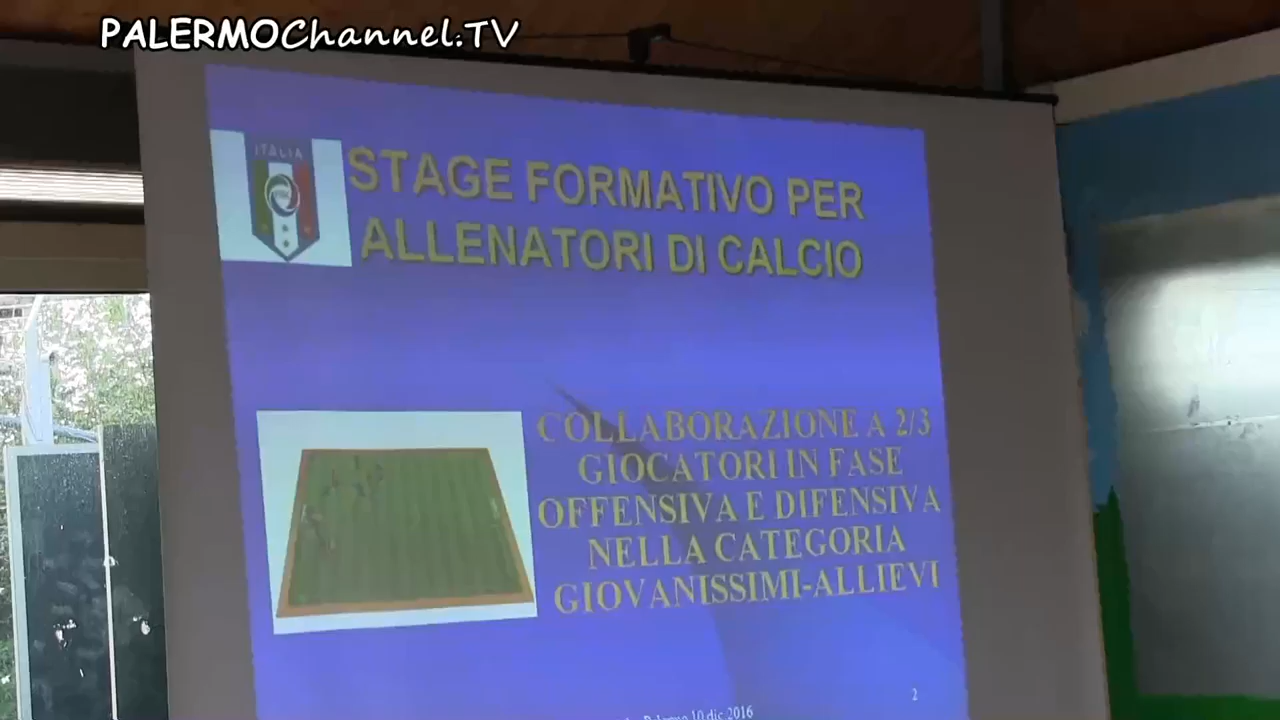 PALERMOChannel.TV
ITALIA
STAGE FORMATIVO PER
ALLENATORI DI CALCIO
COLLABORAZIONE A 2/3
GIOCATORI IN FASE
OFFENSIVA E DIFENSIVA
NELLA CATEGORIA
GIOVANISSIMI-ALLIEVI
2
Palermo 10 dic.2016